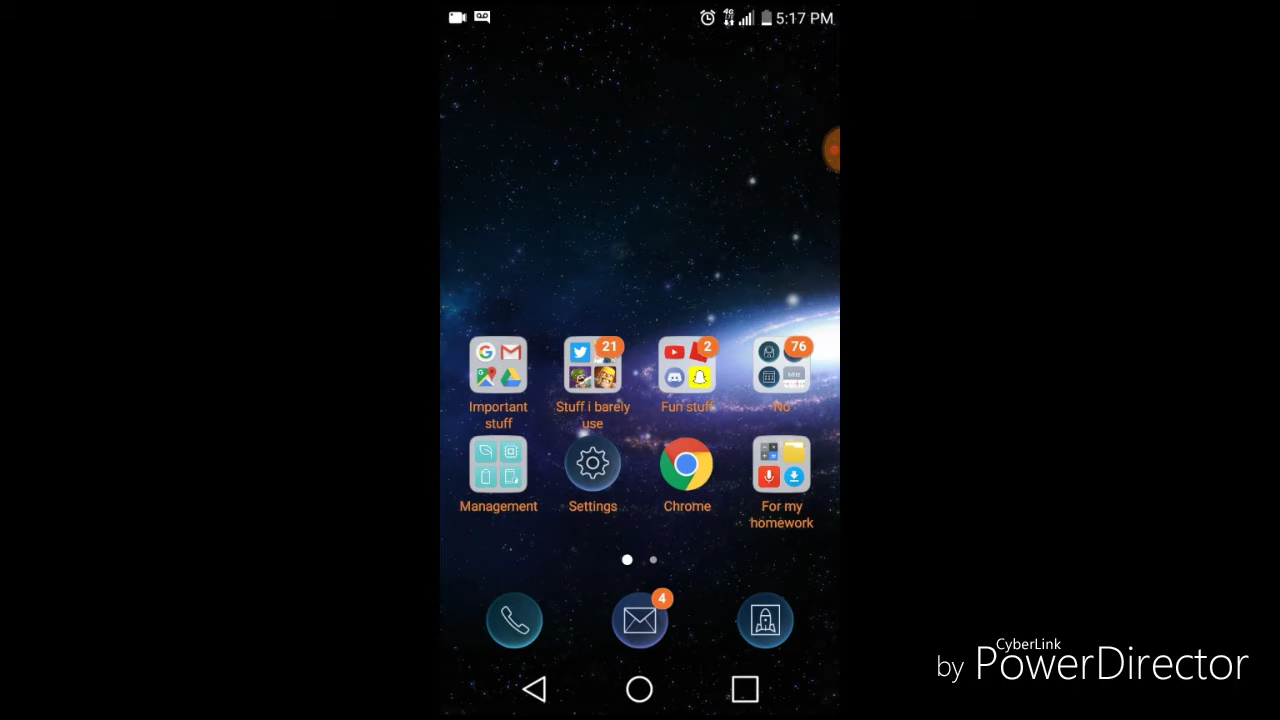 5:17 PM
21
2
76
Important
stuff
Stuff i barely
use
Fun stuff
No
Management
Settings
Chrome
For my
homework
4
CyberLink
by PowerDirector